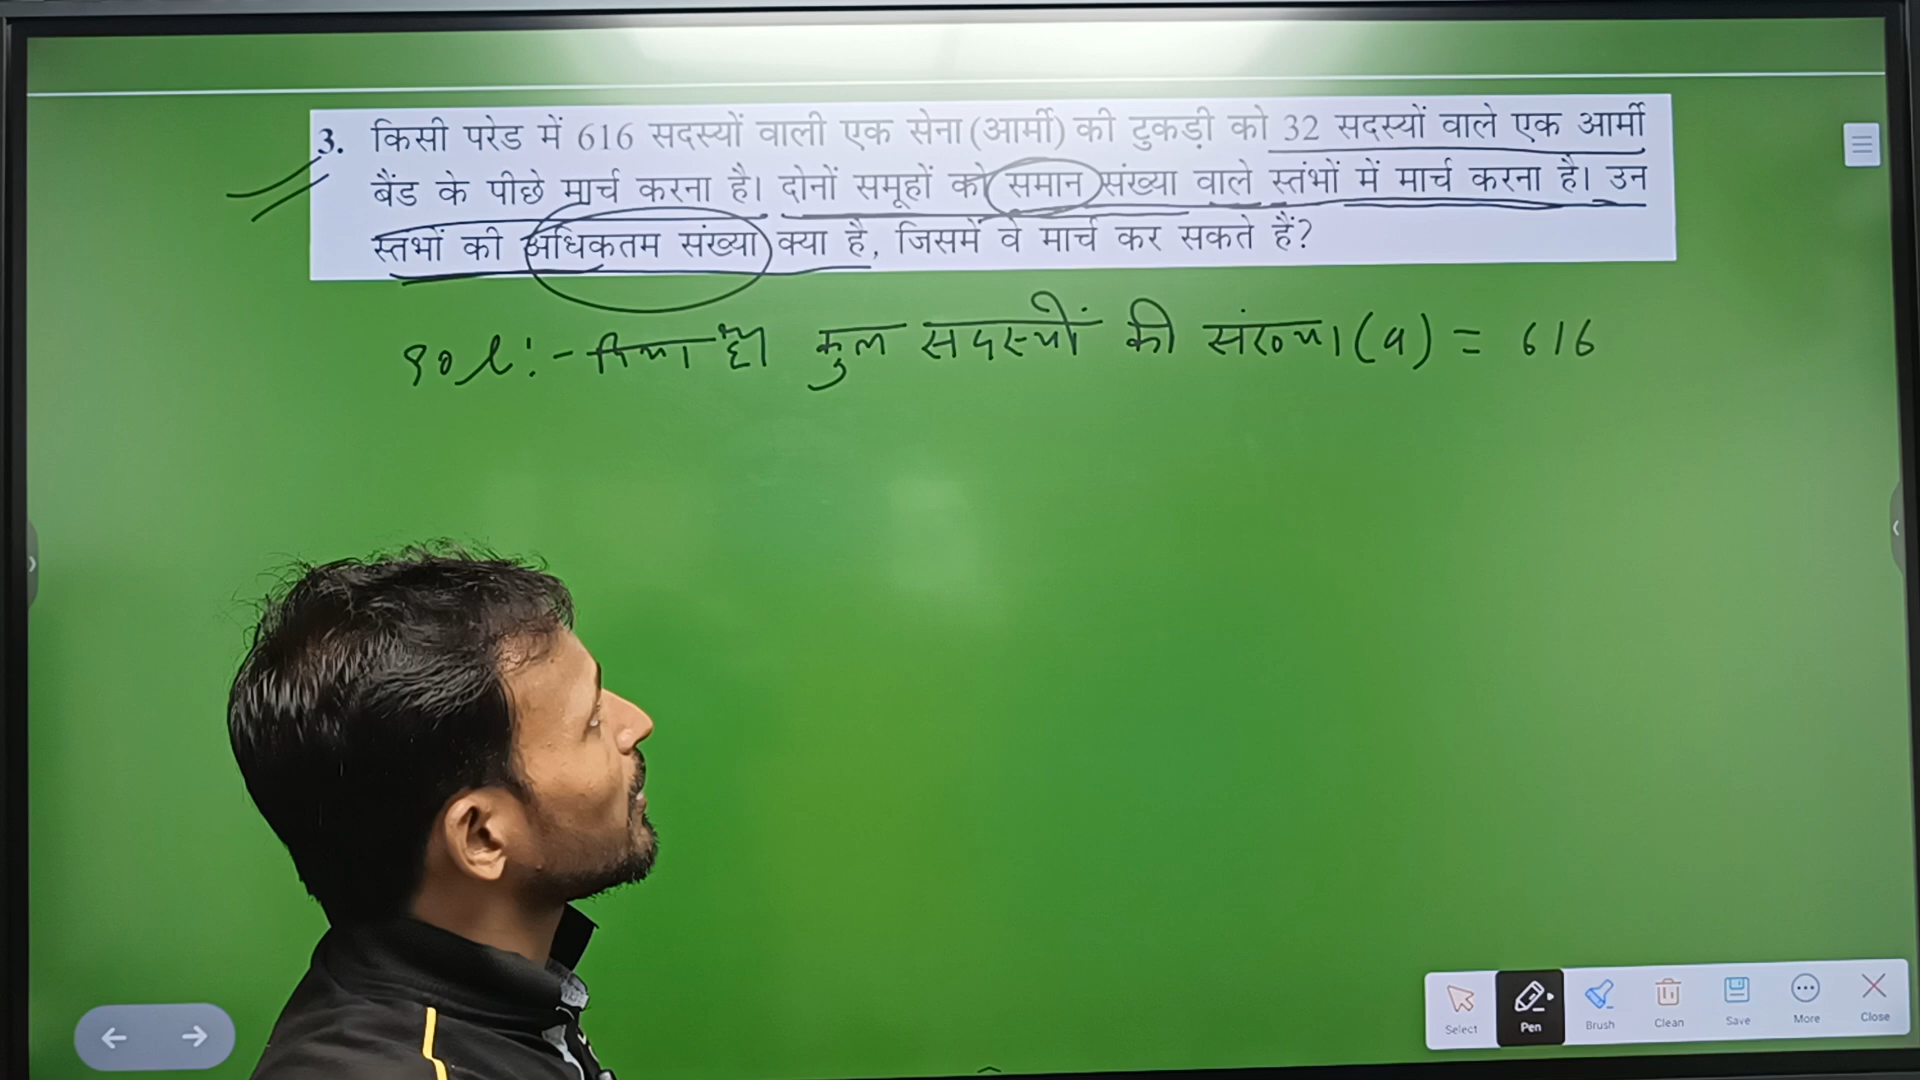 3. किसी परेड में 616 सदस्यों वाली एक सेना (आर्मी) की टुकड़ी को 32 सदस्यों वाले एक आर्मी
बैंड के पीछे मार्च करना है। दोनों समूहों को समान संख्या वाले स्तंभों में मार्च करना है। उन
स्तंभों की अधिकतम संख्या क्या है, जिसमें वे मार्च कर सकते हैं?
sol:- दिया है। कुल सदस्यों की संख्या (a) = 616
Select Pen Brush Clean Save More Close